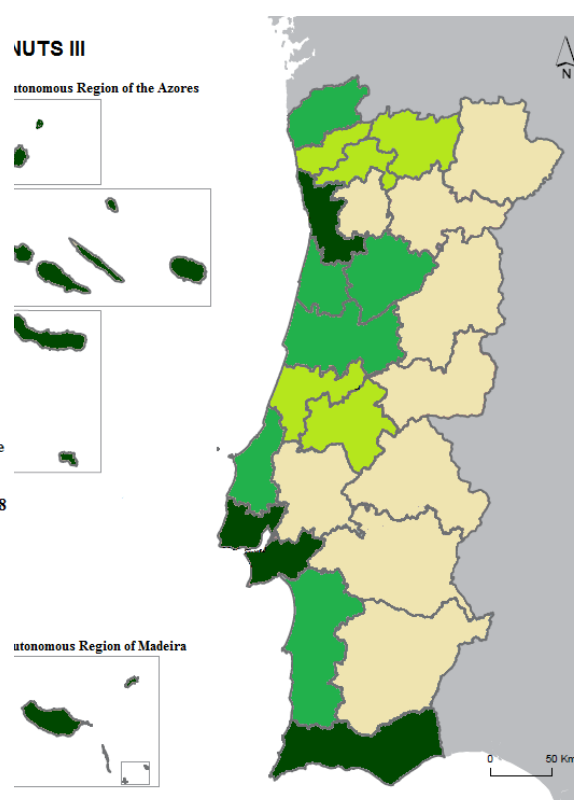 NUTS III
utonomous Region of the Azores
N
e
8
utonomous Region of Madeira
0 50 Km